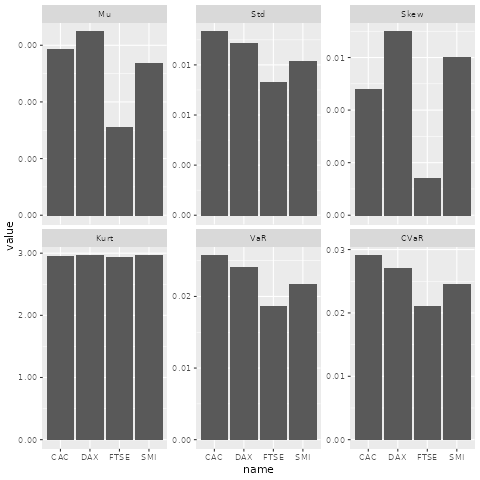 Mu
Std
Skew
0.00
0.00
0.00
0.00
0.01
0.01
0.00
0.00
0.01
0.00
0.00
0.00
value
Kurt
VaR
CVaR
3.00
2.00
1.00
0.00
0.02
0.01
0.00
0.03
0.02
0.01
0.00
CAC DAX FTSE SMI
CAC DAX FTSE SMI
CAC DAX FTSE SMI
name